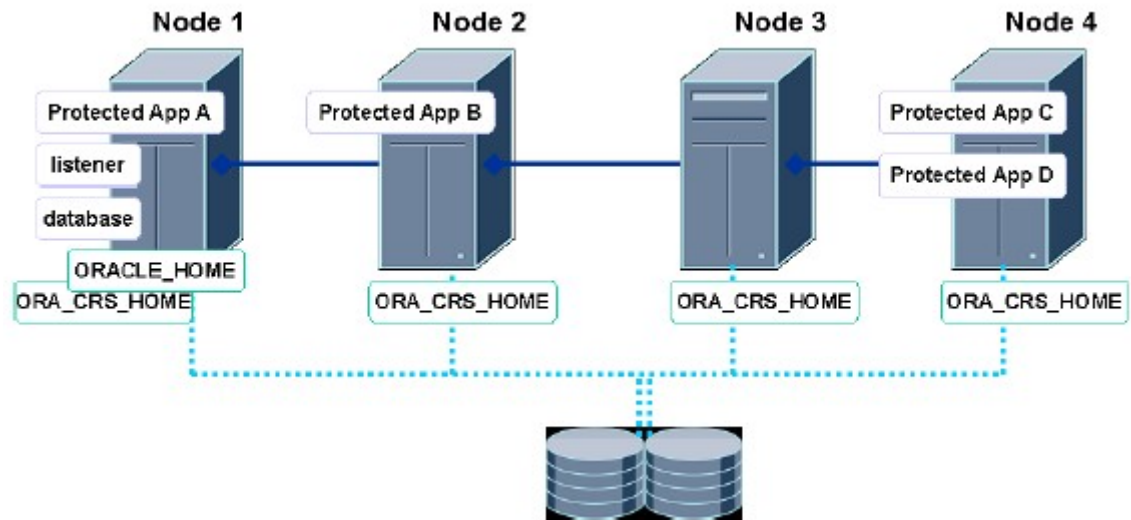 Node 1
Node 2
Node 3
Node 4
Protected App A
listener
database
ORACLE_HOME
ORA_CRS_HOME
Protected App B
ORA_CRS_HOME
ORA_CRS_HOME
Protected App C
Protected App D
ORA_CRS_HOME